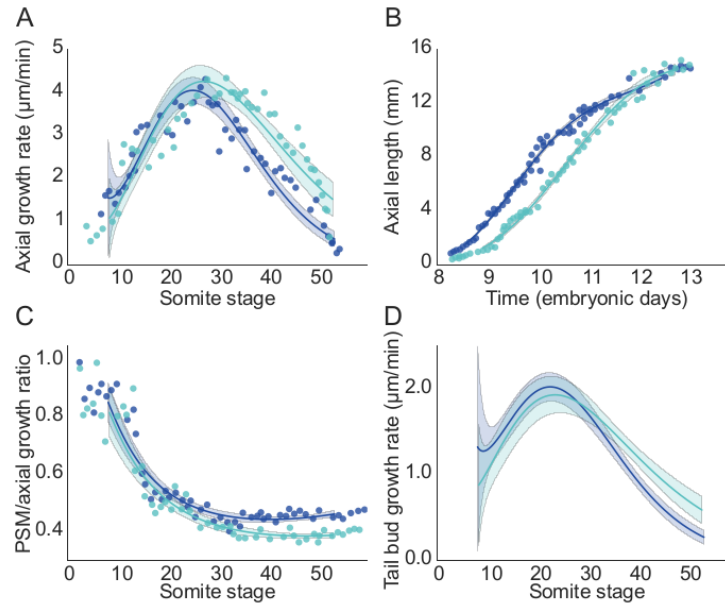 A
Axial growth rate (μm/min)
5
4
3
2
1
0
0 10 20 30 40 50
Somite stage
B
Axial length (mm)
16
12
8
4
0
8 9 10 11 12 13
Time (embryonic days)
C
PSM/axial growth ratio
1.0
0.8
0.6
0.4
0 10 20 30 40 50
Somite stage
D
Tail bud growth rate (μm/min)
2.0
1.0
0.0
0 10 20 30 40 50
Somite stage